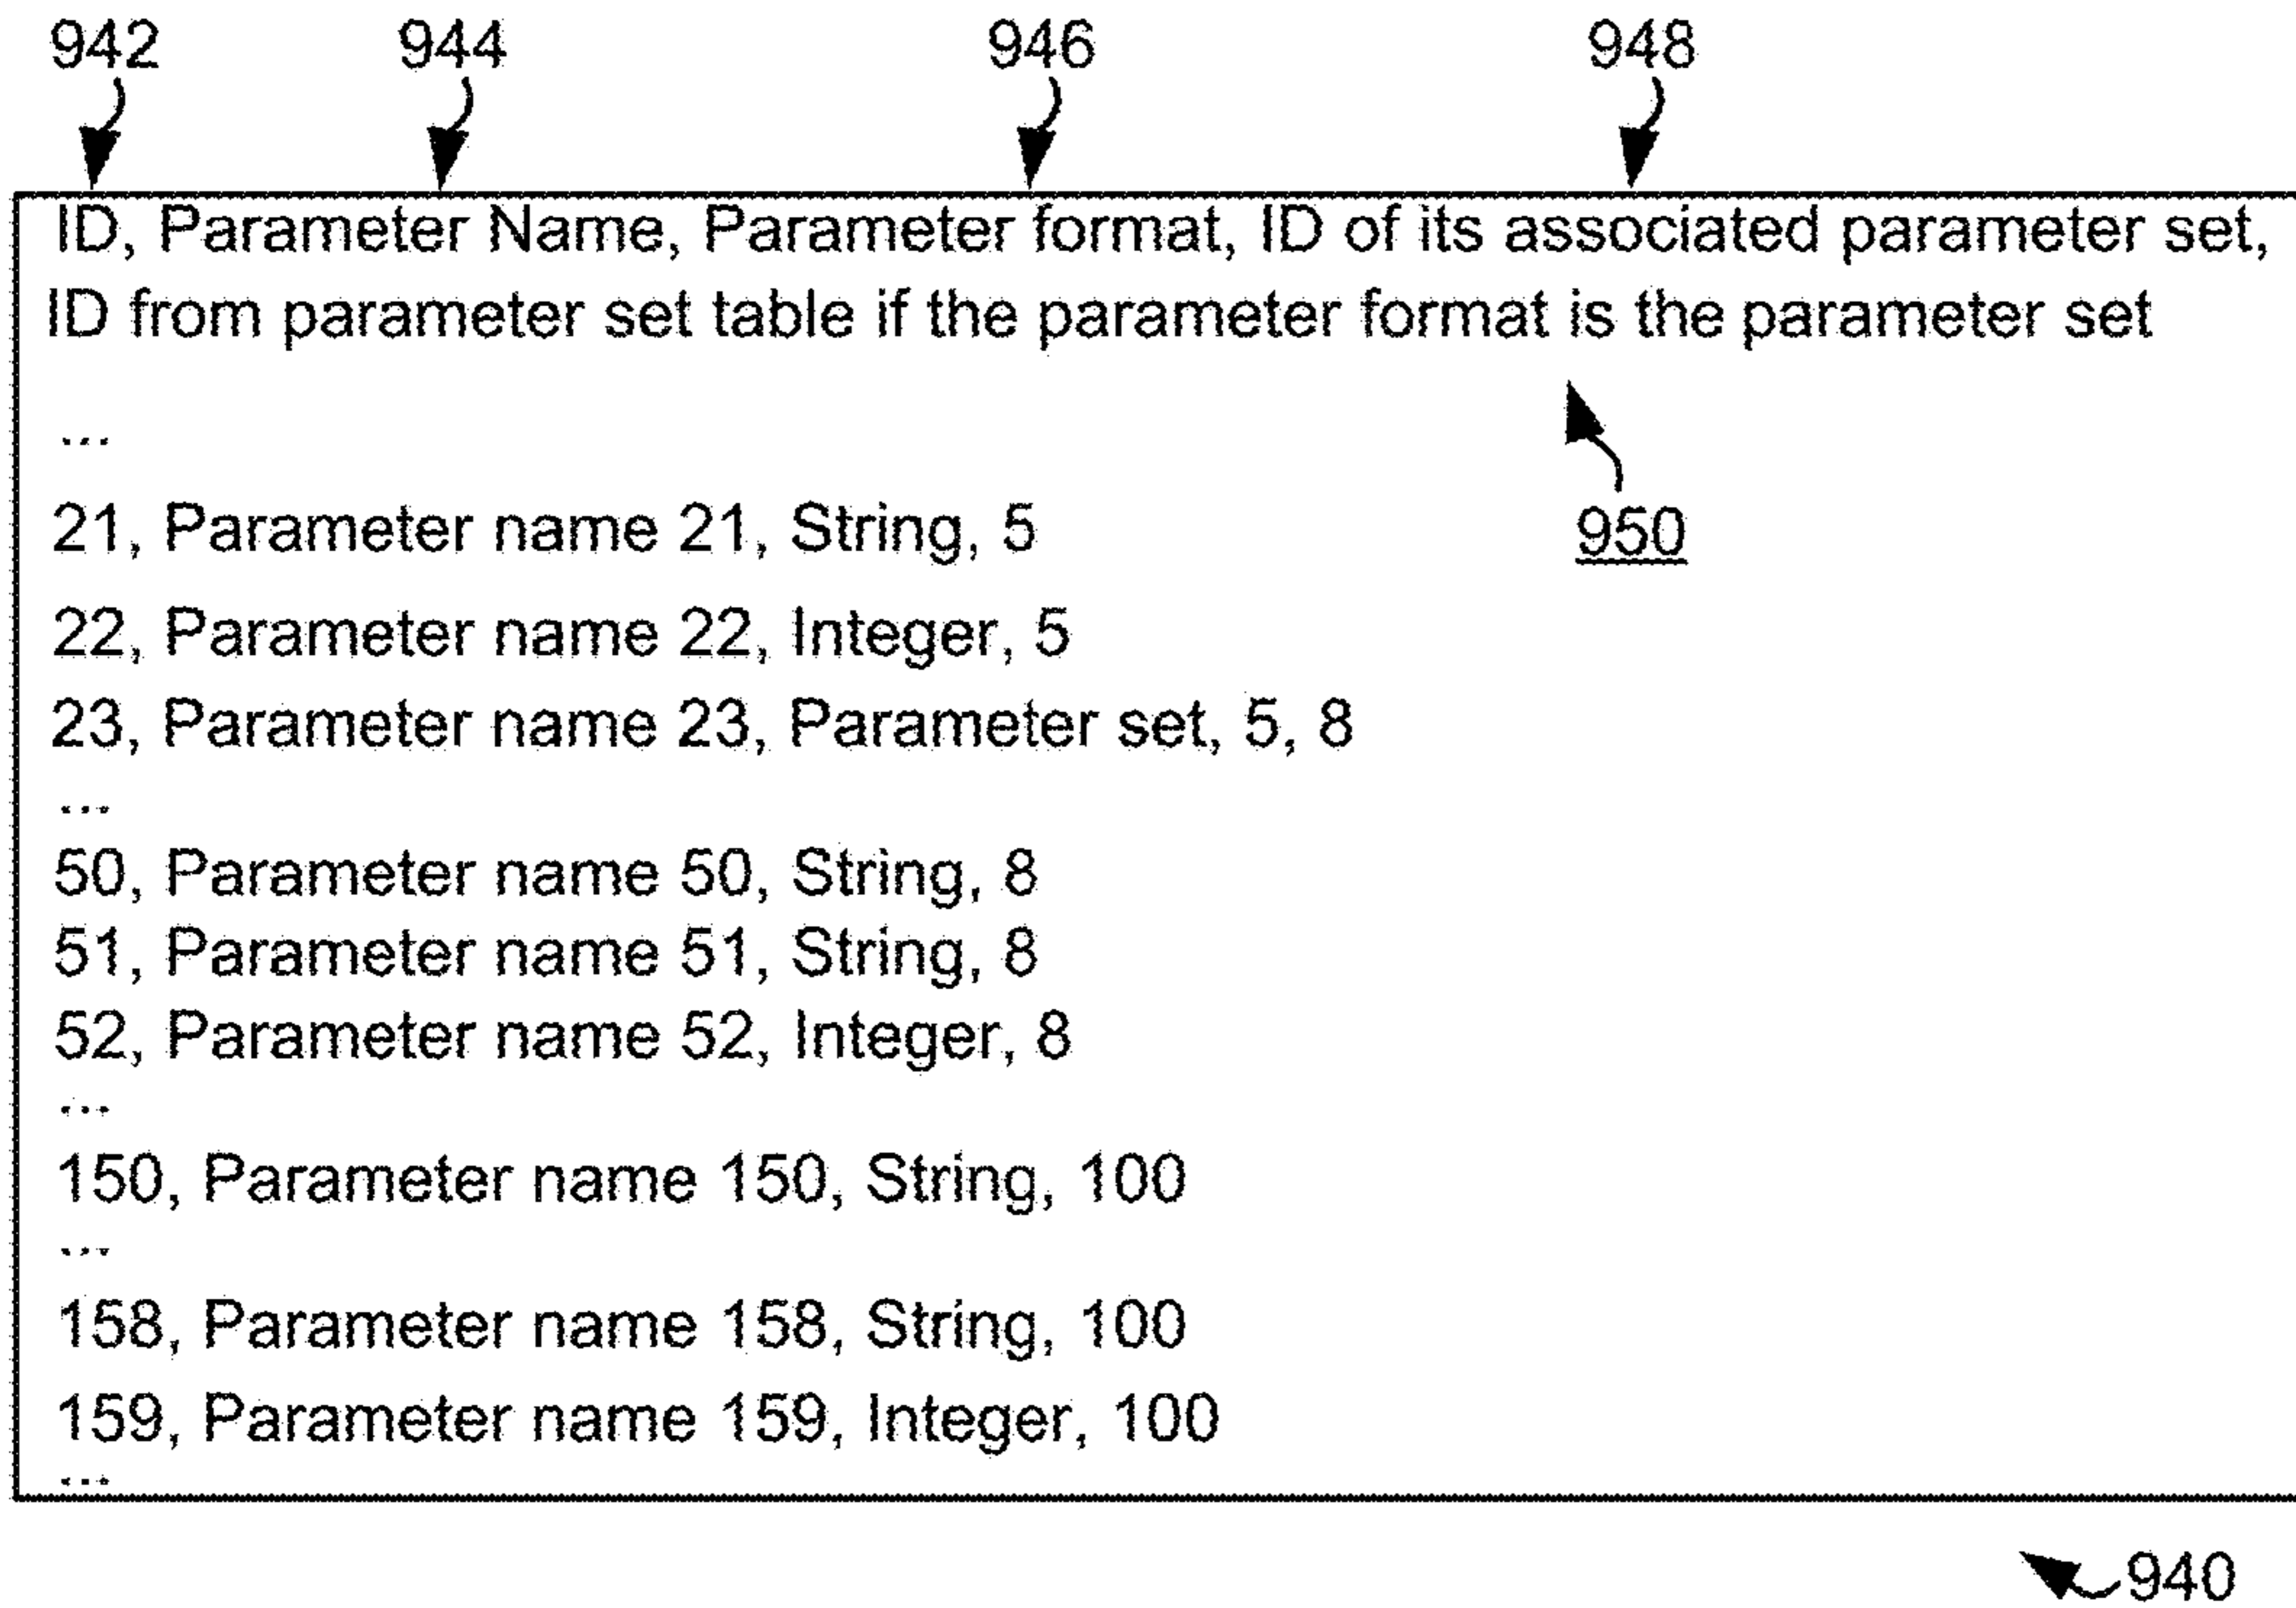 942 944 946 948
ID, Parameter Name, Parameter format, ID of its associated parameter set,
ID from parameter set table if the parameter format is the parameter set
...
21, Parameter name 21, String, 5
950
22, Parameter name 22, Integer, 5
23, Parameter name 23, Parameter set, 5, 8
...
50, Parameter name 50, String, 8
51, Parameter name 51, String, 8
52, Parameter name 52, Integer, 8
...
150, Parameter name 150, String, 100
...
158, Parameter name 158, String, 100
159, Parameter name 159, Integer, 100
...
940